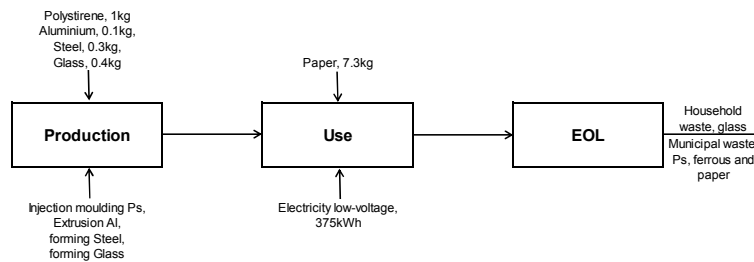 Polystirene, 1kg
Aluminium, 0.1kg,
Steel, 0.3kg,
Glass, 0.4kg
Paper, 7.3kg
Production
Use
EOL
Household
waste, glass
Municipal waste
Ps, ferrous and
paper
Injection moulding Ps,
Extrusion Al,
forming Steel,
forming Glass
Electricity low-voltage,
375kWh